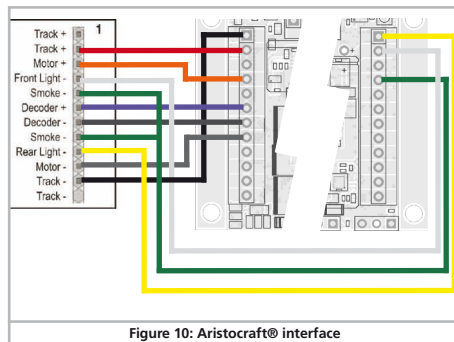 1
Track +
Track +
Motor +
Front Light -
Smoke -
Decoder +
Decoder -
Smoke -
Rear Light -
Motor -
Track -
Track -
Figure 10: Aristocraft® interface